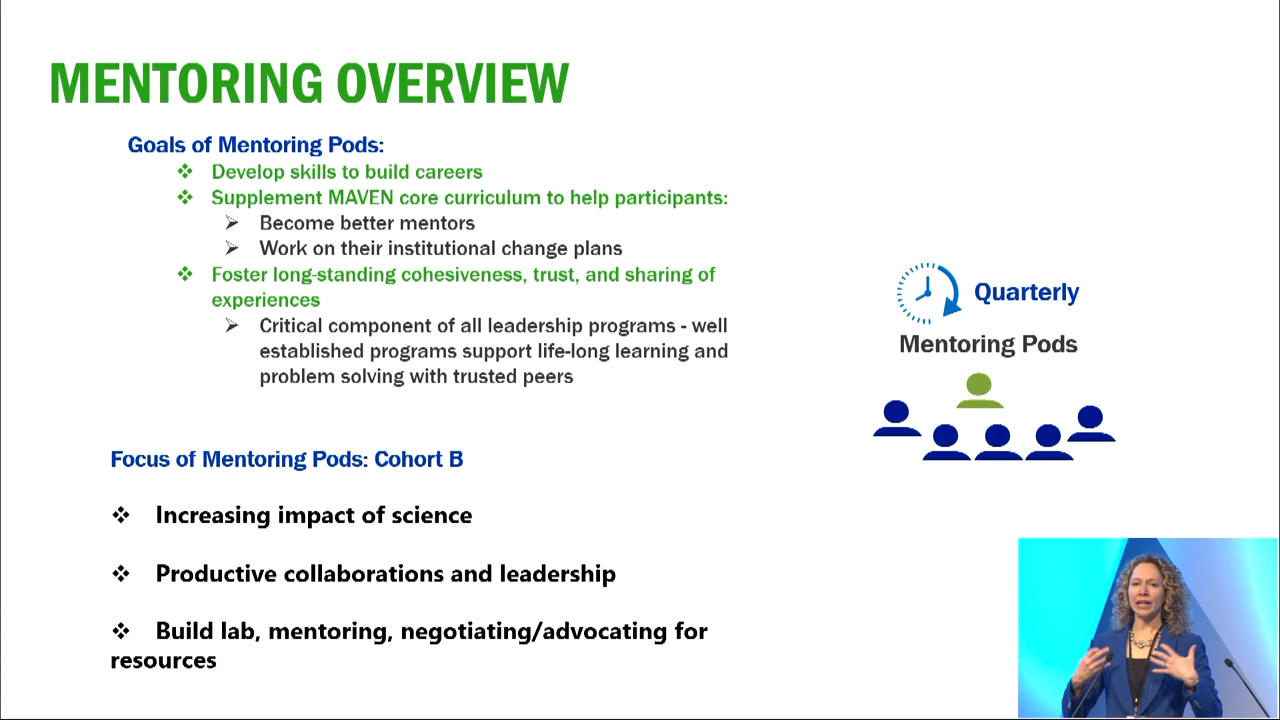 MENTORING OVERVIEW
Goals of Mentoring Pods:
❖ Develop skills to build careers
❖ Supplement MAVEN core curriculum to help participants:
➢ Become better mentors
➢ Work on their institutional change plans
❖ Foster long-standing cohesiveness, trust, and sharing of
experiences
➢ Critical component of all leadership programs - well
established programs support life-long learning and
problem solving with trusted peers
Quarterly
Mentoring Pods
Focus of Mentoring Pods: Cohort B
❖ Increasing impact of science
❖ Productive collaborations and leadership
❖ Build lab, mentoring, negotiating/advocating for
resources